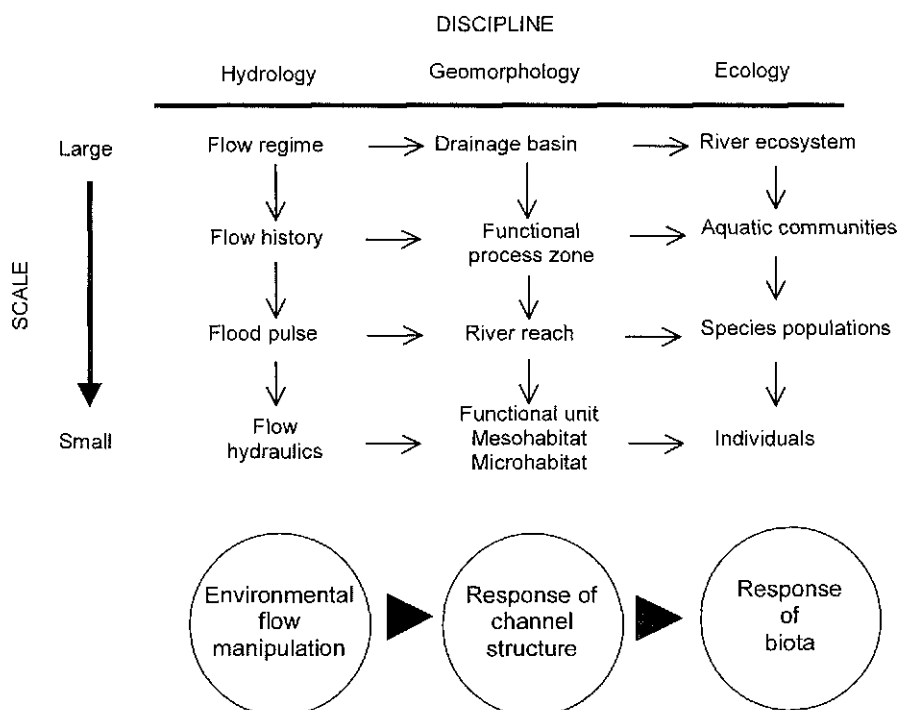 DISCIPLINE
Hydrology Geomorphology Ecology
Large Flow regime Drainage basin River ecosystem
Flow history Functional process zone Aquatic communities
SCALE
Flood pulse River reach Species populations
Small Flow hydraulics Functional unit Mesohabitat Microhabitat Individuals
Environmental
flow
manipulation
Response of
channel
structure
Response
of
biota